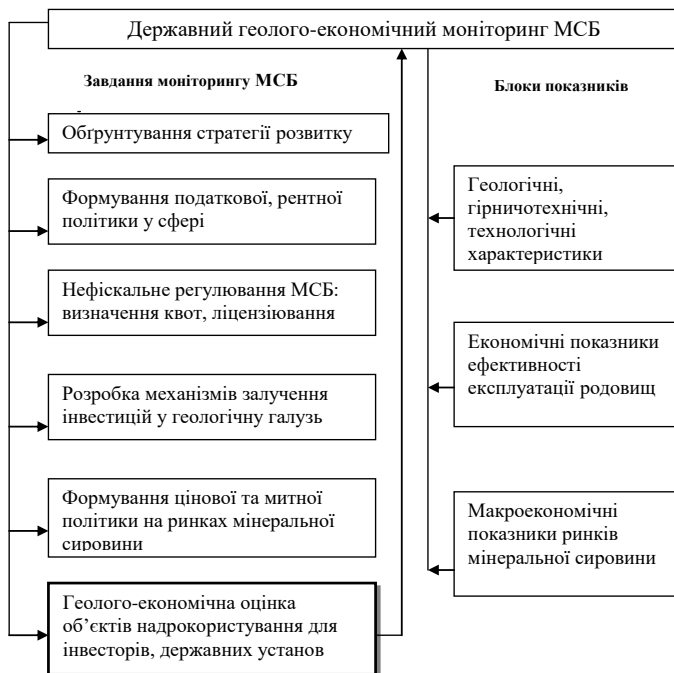 Державний геолого-економічний моніторинг МСБ
Завдання моніторингу МСБ
Обґрунтування стратегії розвитку
Формування податкової, рентної
політики у сфері
Нефіскальне регулювання МСБ:
визначення квот, ліцензіювання
Розробка механізмів залучення
інвестицій у геологічну галузь
Формування цінової та митної
політики на ринках мінеральної
сировини
Геолого-економічна оцінка
об’єктів надрокористування для
інвесторів, державних установ
Блоки показників
Геологічні,
гірничотехнічні,
технологічні
характеристики
Економічні показники
ефективності
експлуатації родовищ
Макроекономічні
показники ринків
мінеральної сировини